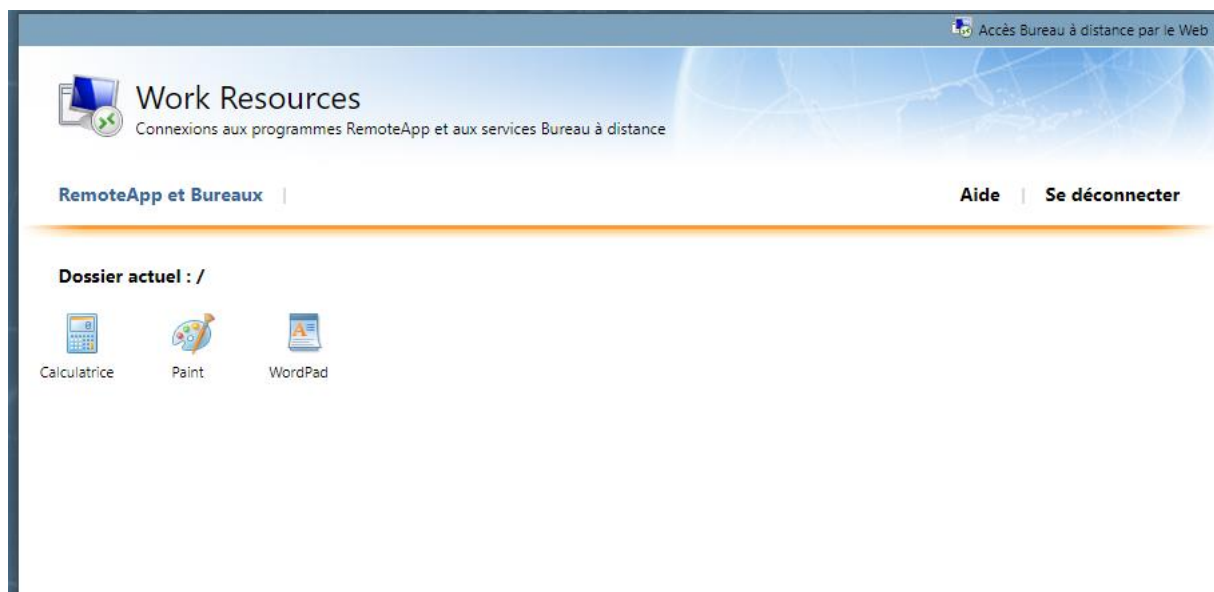 Accès Bureau à distance par le Web
Work Resources
Connexions aux programmes RemoteApp et aux services Bureau à distance
RemoteApp et Bureaux |
Aide | Se déconnecter
Dossier actuel : /
Calculatrice Paint WordPad